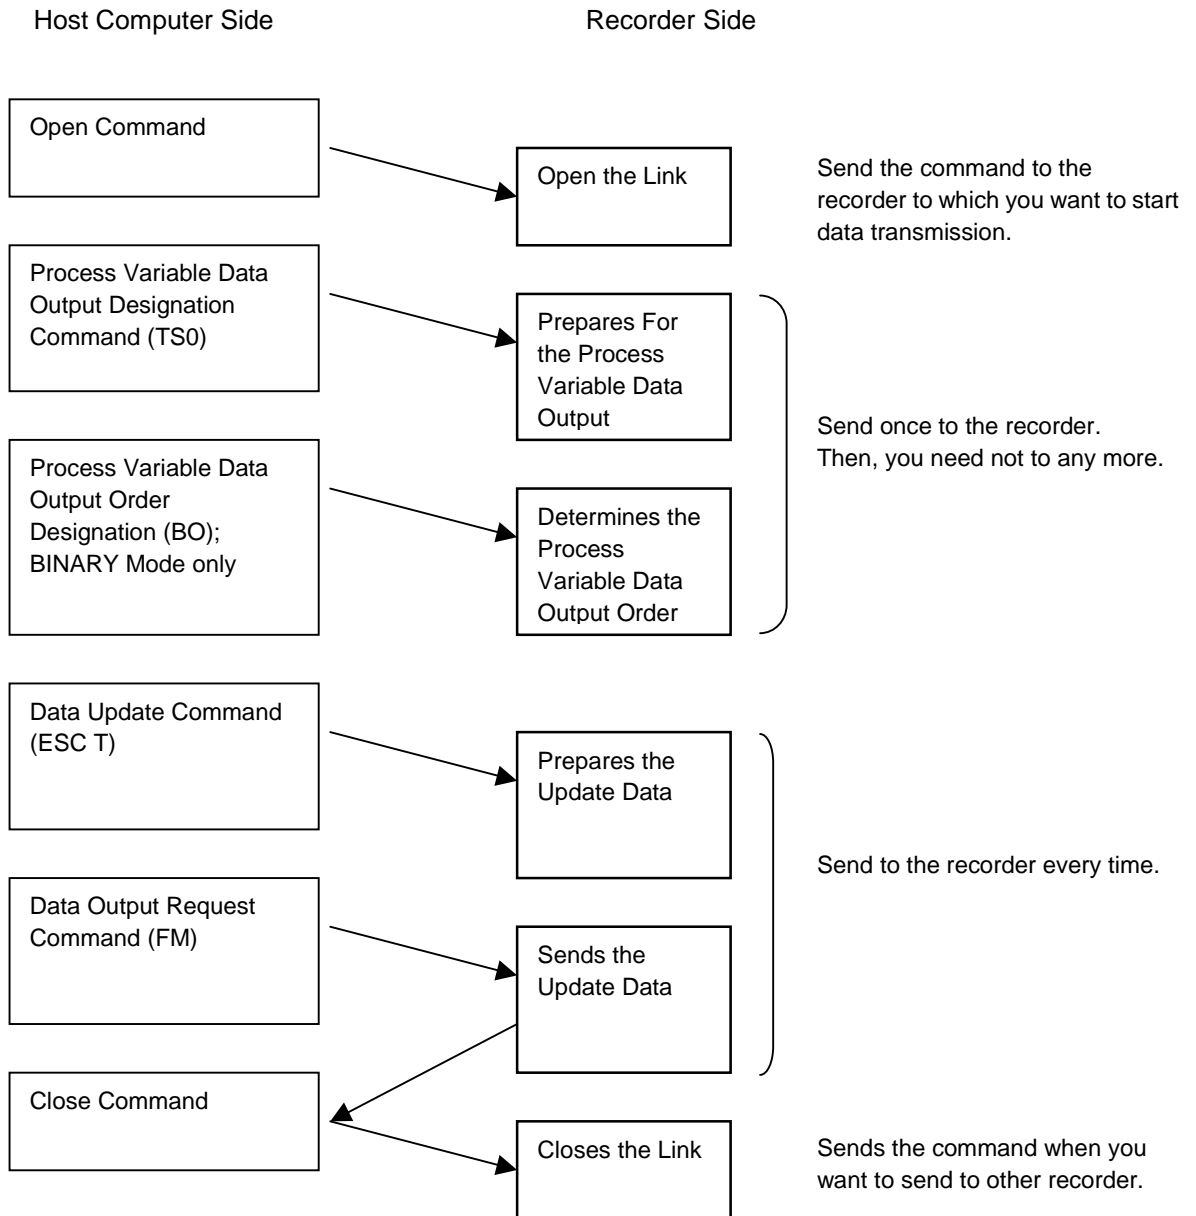 Host Computer Side
Recorder Side
Open Command
Open the Link
Send the command to the
recorder to which you want to start
data transmission.
Process Variable Data
Output Designation
Command (TS0)
Prepares For
the Process
Variable Data
Output
Send once to the recorder.
Then, you need not to any more.
Process Variable Data
Output Order
Designation (BO);
BINARY Mode only
Determines the
Process
Variable Data
Output Order
Data Update Command
(ESC T)
Prepares the
Update Data
Send to the recorder every time.
Data Output Request
Command (FM)
Sends the
Update Data
Close Command
Closes the Link
Sends the command when you
want to send to other recorder.